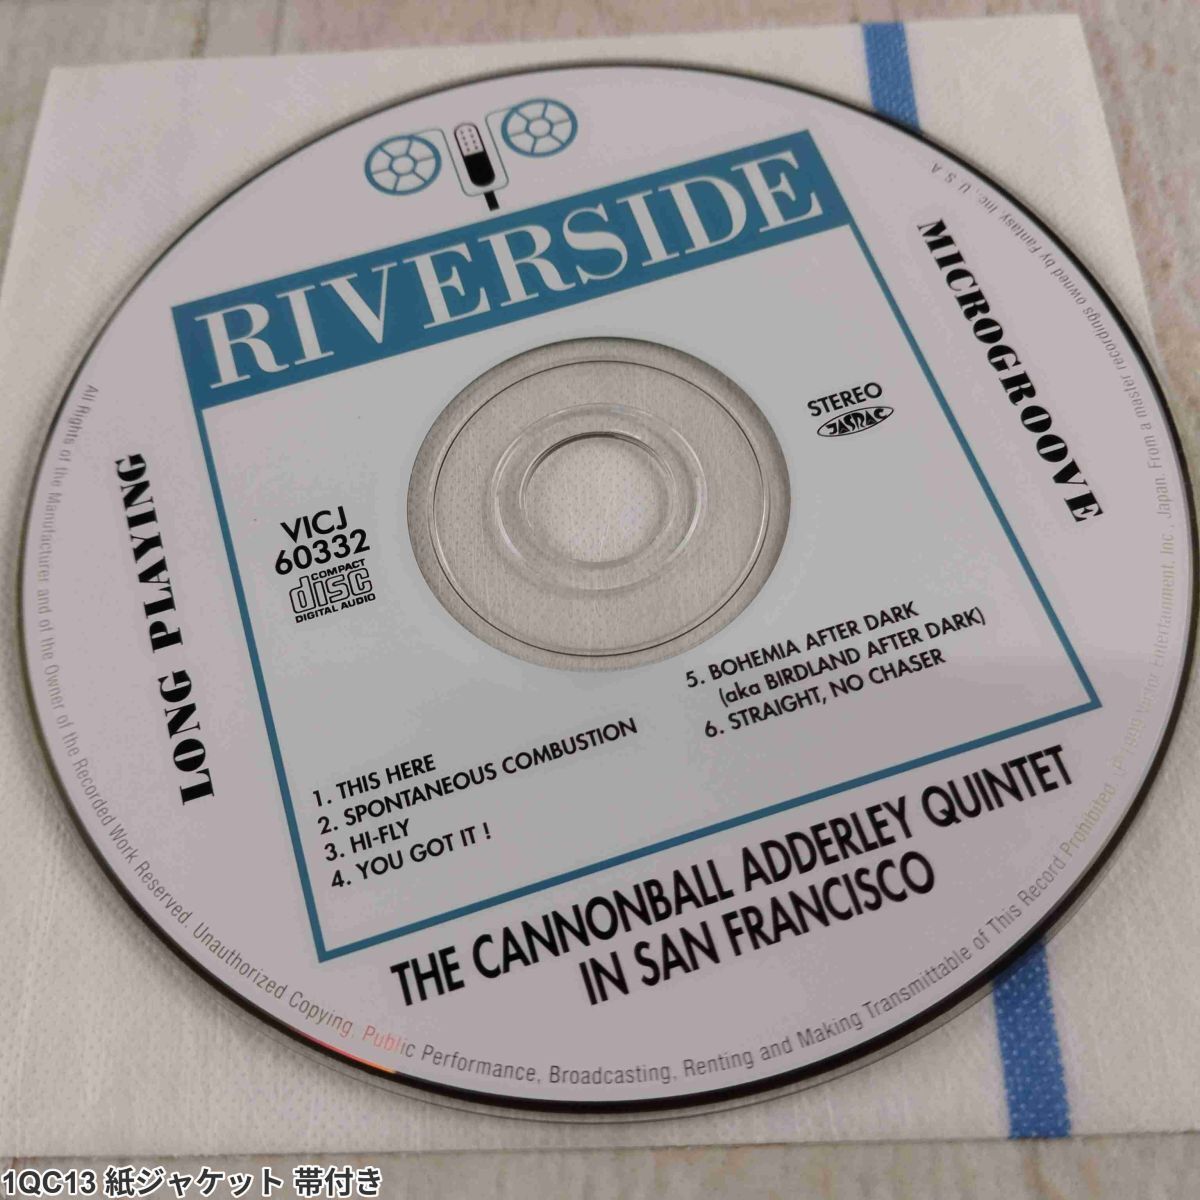 RIVERSIDE
LONG PLAYING
MICROGROOVE
STEREO
JASRAC
VICJ
60332
COMPACT
disc
DIGITAL AUDIO
1. THIS HERE
2. SPONTANEOUS COMBUSTION
3. HI-FLY
4. YOU GOT IT !
5. BOHEMIA AFTER DARK
(aka BIRDLAND AFTER DARK)
6. STRAIGHT, NO CHASER
THE CANNONBALL ADDERLEY QUINTET
IN SAN FRANCISCO
All Rights of the Manufacturer and of the Owner of the Recorded Work Reserved. Unauthorized Copying, Public Performance, Broadcasting, Renting and Making Transmittable of This Record Prohibited. 1999 Victor Entertainment, Inc., Japan. From a master recordings owned by Fantasy, Inc., U.S.A
1QC13 紙ジャケット 帯付き